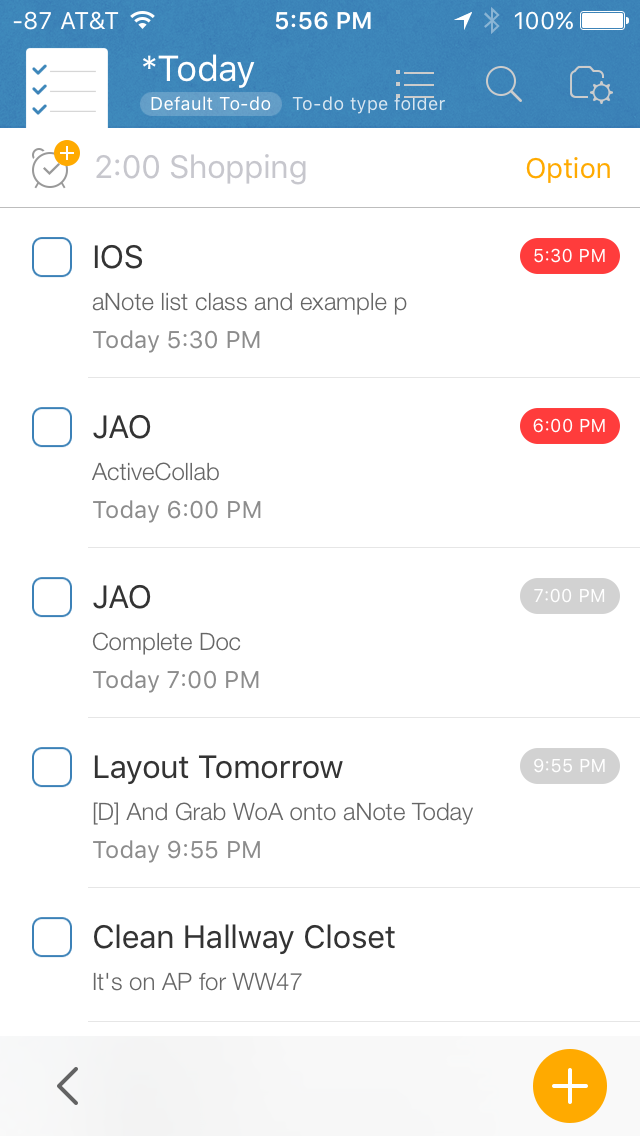 -87 AT&T 5:56 PM 100%
*Today
Default To-do To-do type folder
2:00 Shopping Option
IOS 5:30 PM
aNote list class and example p
Today 5:30 PM
JAO 6:00 PM
ActiveCollab
Today 6:00 PM
JAO 7:00 PM
Complete Doc
Today 7:00 PM
Layout Tomorrow 9:55 PM
[D] And Grab WoA onto aNote Today
Today 9:55 PM
Clean Hallway Closet
It's on AP for WW47